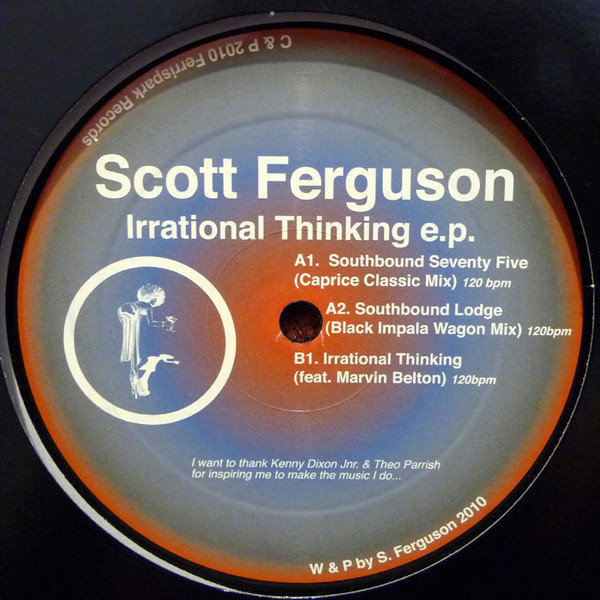 C & P 2010 Ferrispark Records
Scott Ferguson
Irrational Thinking e.p.
A1. Southbound Seventy Five
(Caprice Classic Mix) 120 bpm
A2. Southbound Lodge
(Black Impala Wagon Mix) 120bpm
B1. Irrational Thinking
(feat. Marvin Belton) 120bpm
I want to thank Kenny Dixon Jnr. & Theo Parrish
for inspiring me to make the music I do...
W & P by S. Ferguson 2010